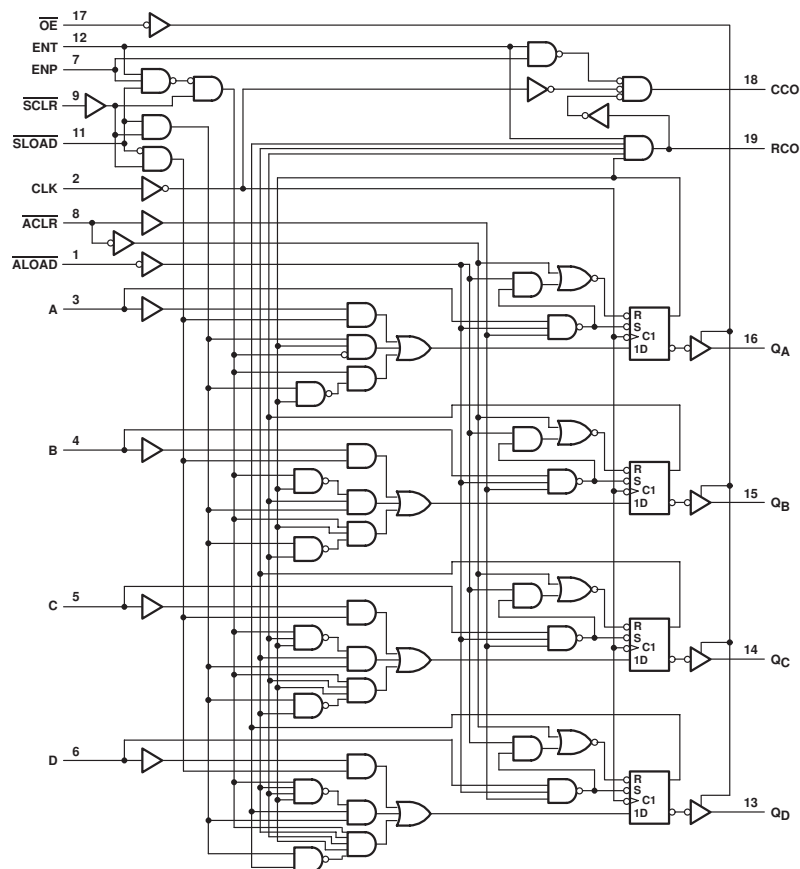 OE 17
ENT 12
ENP 7
SCLR 9
SLOAD 11
CLK 2
ACLR 8
ALOAD 1
18 CCO
19 RCO
A 3
R
S
C1
1D
16 QA
B 4
R
S
C1
1D
15 QB
C 5
R
S
C1
1D
14 QC
D 6
R
S
C1
1D
13 QD